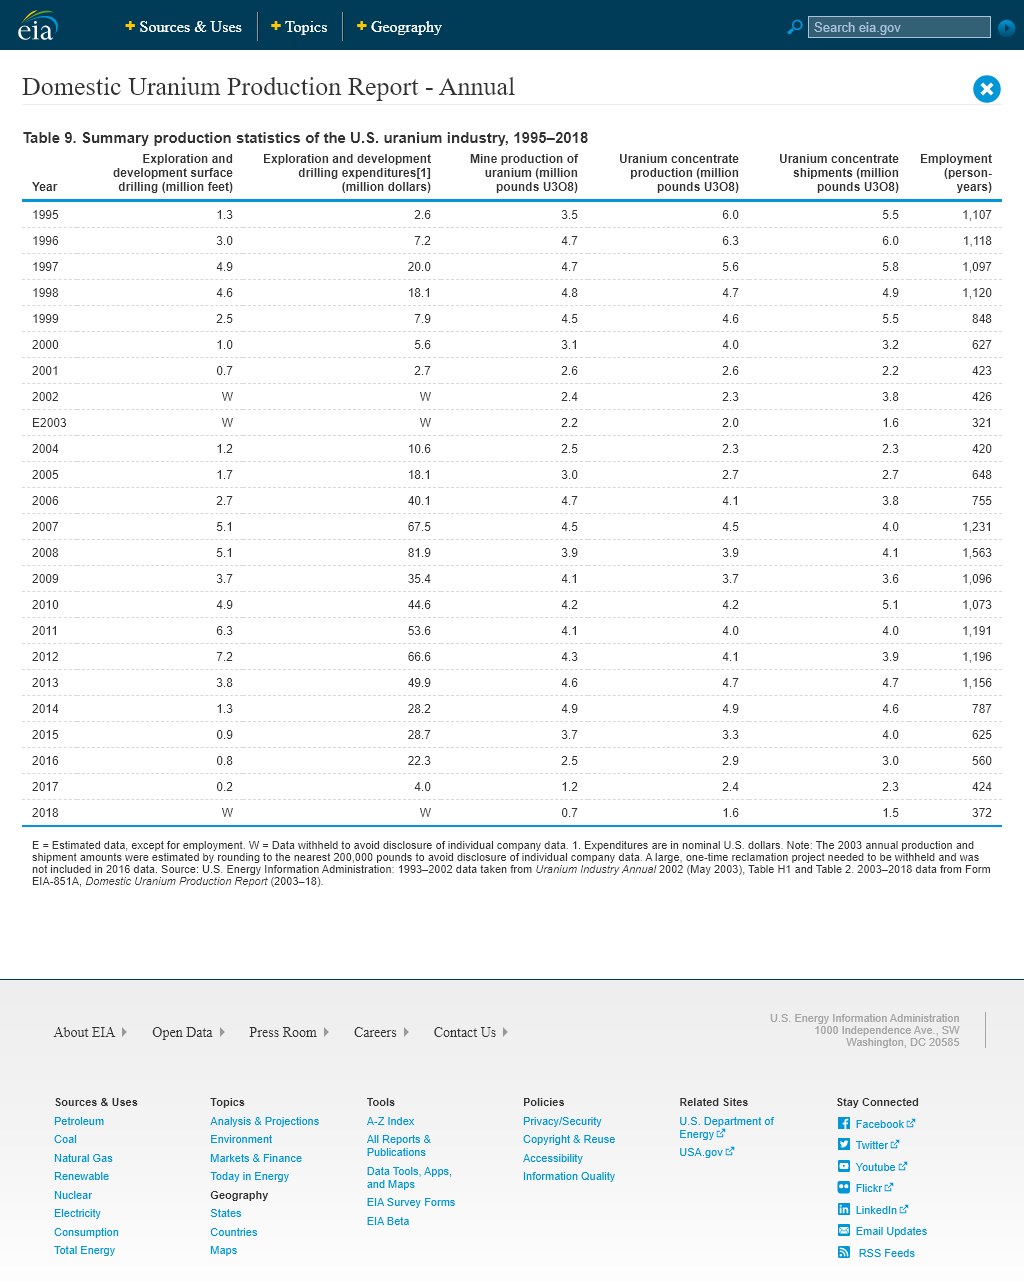 eia
Sources & Uses
Topics
Geography
Search eia.gov
Domestic Uranium Production Report - Annual
Table 9. Summary production statistics of the U.S. uranium industry, 1995–2018
Year Exploration and development surface drilling (million feet) Exploration and development drilling expenditures[1] (million dollars) Mine production of uranium (million pounds U3O8) Uranium concentrate production (million pounds U3O8) Uranium concentrate shipments (million pounds U3O8) Employment (person-years)
1995 1.3 2.6 3.5 6.0 5.5 1,107
1996 3.0 7.2 4.7 6.3 6.0 1,118
1997 4.9 20.0 4.7 5.6 5.8 1,097
1998 4.6 18.1 4.8 4.7 4.9 1,120
1999 2.5 7.9 4.5 4.6 5.5 848
2000 1.0 5.6 3.1 4.0 3.2 627
2001 0.7 2.7 2.6 2.6 2.2 423
2002 W W 2.4 2.3 3.8 426
E2003 W W 2.2 2.0 1.6 321
2004 1.2 10.6 2.5 2.3 2.3 420
2005 1.7 18.1 3.0 2.7 2.7 648
2006 2.7 40.1 4.7 4.1 3.8 755
2007 5.1 67.5 4.5 4.5 4.0 1,231
2008 5.1 81.9 3.9 3.9 4.1 1,563
2009 3.7 35.4 4.1 3.7 3.6 1,096
2010 4.9 44.6 4.2 4.2 5.1 1,073
2011 6.3 53.6 4.1 4.0 4.0 1,191
2012 7.2 66.6 4.3 4.1 3.9 1,196
2013 3.8 49.9 4.6 4.7 4.7 1,156
2014 1.3 28.2 4.9 4.9 4.6 787
2015 0.9 28.7 3.7 3.3 4.0 625
2016 0.8 22.3 2.5 2.9 3.0 560
2017 0.2 4.0 1.2 2.4 2.3 424
2018 W W 0.7 1.6 1.5 372
E = Estimated data, except for employment. W = Data withheld to avoid disclosure of individual company data. 1. Expenditures are in nominal U.S. dollars. Note: The 2003 annual production and
shipment amounts were estimated by rounding to the nearest 200,000 pounds to avoid disclosure of individual company data. A large, one-time reclamation project needed to be withheld and was
not included in 2016 data. Source: U.S. Energy Information Administration: 1993–2002 data taken from Uranium Industry Annual 2002 (May 2003), Table H1 and Table 2. 2003–2018 data from Form
EIA-851A, Domestic Uranium Production Report (2003–18).
About EIA
Open Data
Press Room
Careers
Contact Us
U.S. Energy Information Administration
1000 Independence Ave., SW
Washington, DC 20585
Sources & Uses
Petroleum
Coal
Natural Gas
Renewable
Nuclear
Electricity
Consumption
Total Energy
Topics
Analysis & Projections
Environment
Markets & Finance
Today in Energy
Geography
States
Countries
Maps
Tools
A-Z Index
All Reports &
Publications
Data Tools, Apps,
and Maps
EIA Survey Forms
EIA Beta
Policies
Privacy/Security
Copyright & Reuse
Accessibility
Information Quality
Related Sites
U.S. Department of
Energy
USA.gov
Stay Connected
Facebook
Twitter
Youtube
Flickr
LinkedIn
Email Updates
RSS Feeds